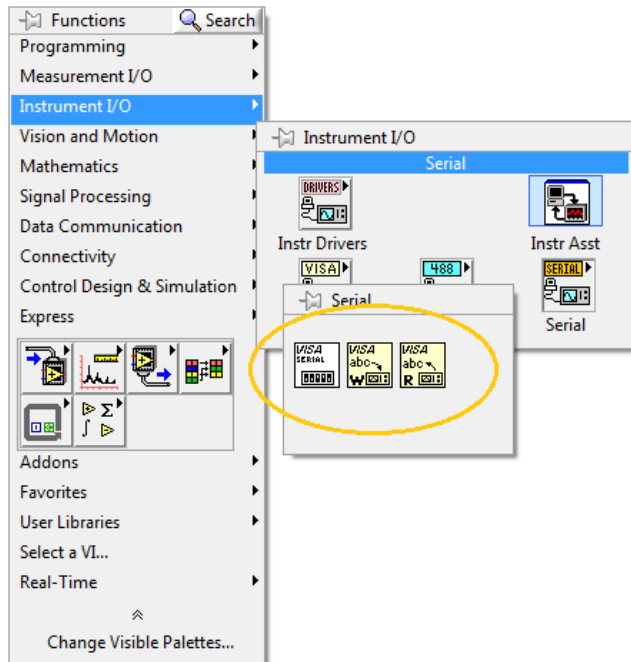 Functions
Search
Programming
Measurement I/O
Instrument I/O
Vision and Motion
Mathematics
Signal Processing
Data Communication
Connectivity
Control Design & Simulation
Express
Addons
Favorites
User Libraries
Select a VI...
Real-Time
Change Visible Palettes...
Instrument I/O
Serial
DRIVERS
Instr Drivers
Instr Asst
VISA
488
SERIAL
Serial
Serial
VISA
SERIAL
VISA
abc
W
VISA
abc
R